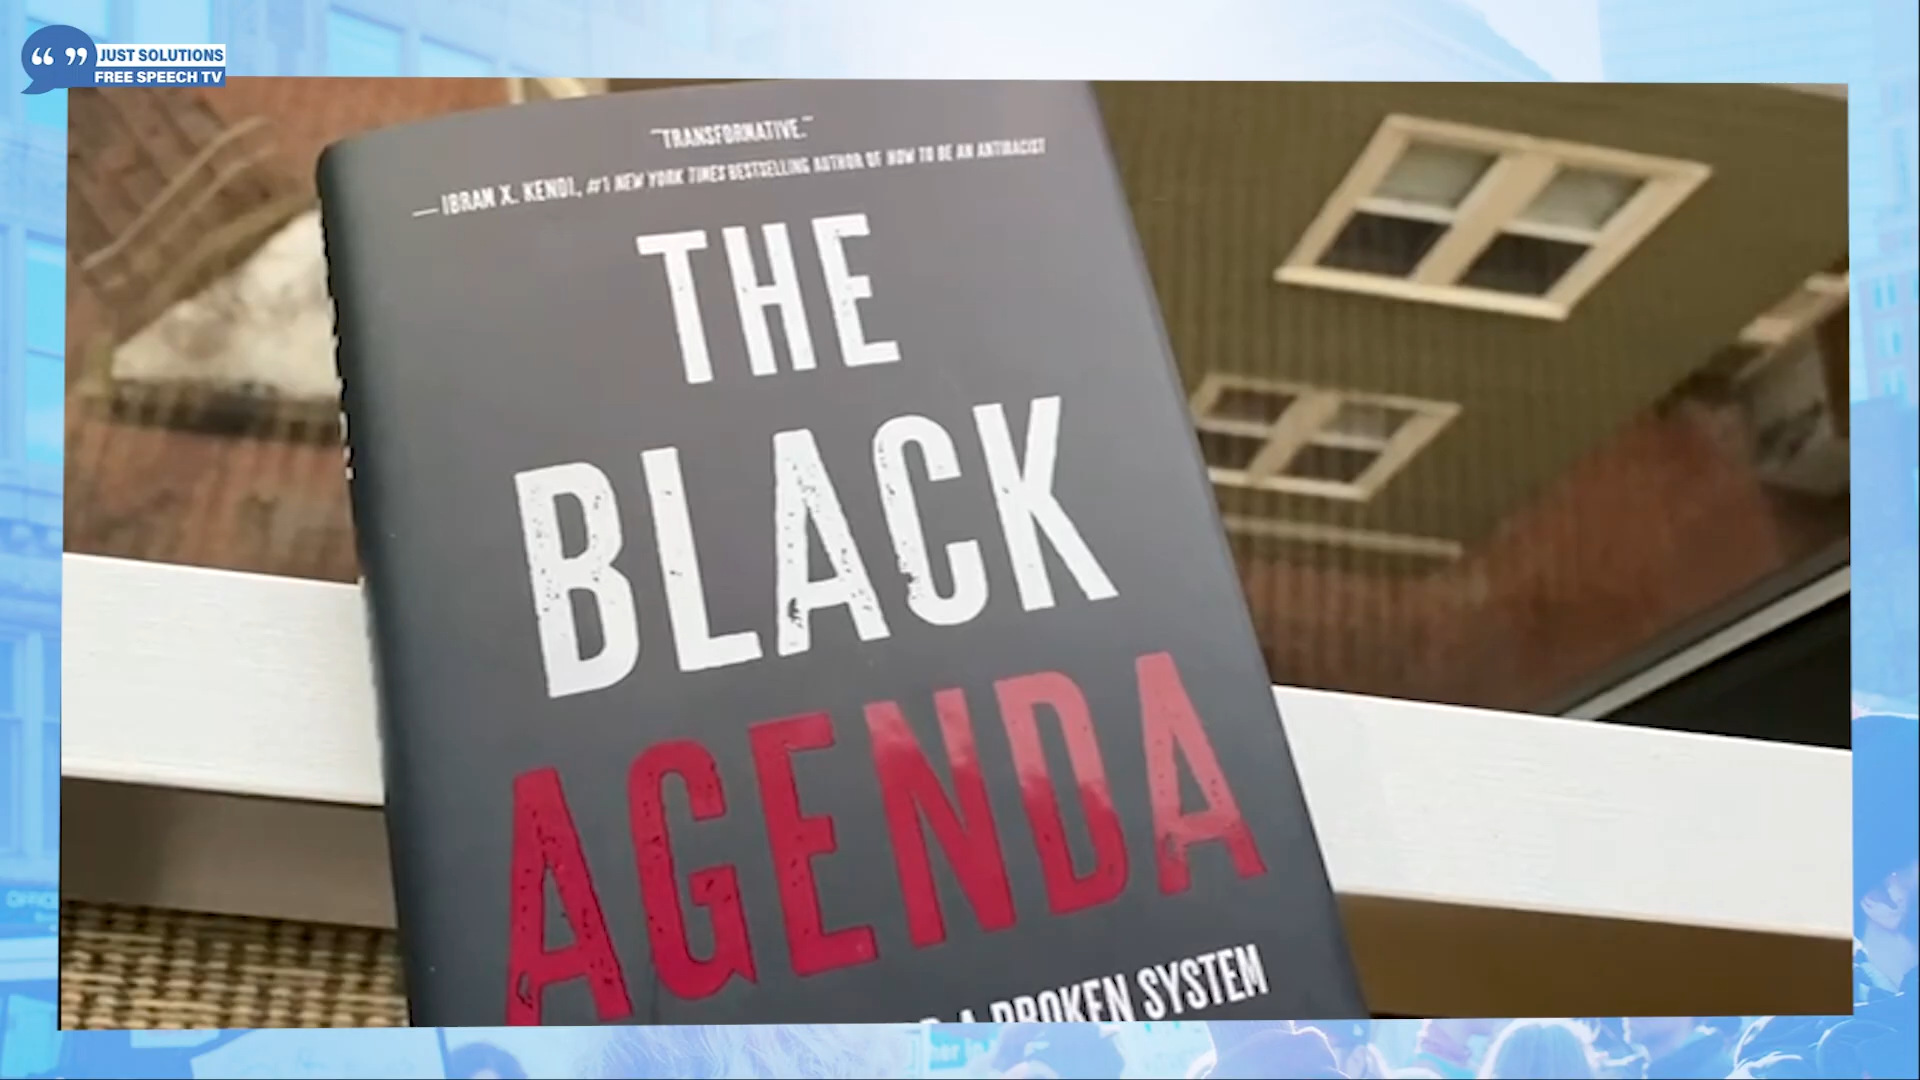 “ ”
JUST SOLUTIONS
FREE SPEECH TV
"TRANSFORMATIVE."
— IBRAM X. KENDI, #1 NEW YORK TIMES BESTSELLING AUTHOR OF HOW TO BE AN ANTIRACIST
THE
BLACK
AGENDA
A BROKEN SYSTEM